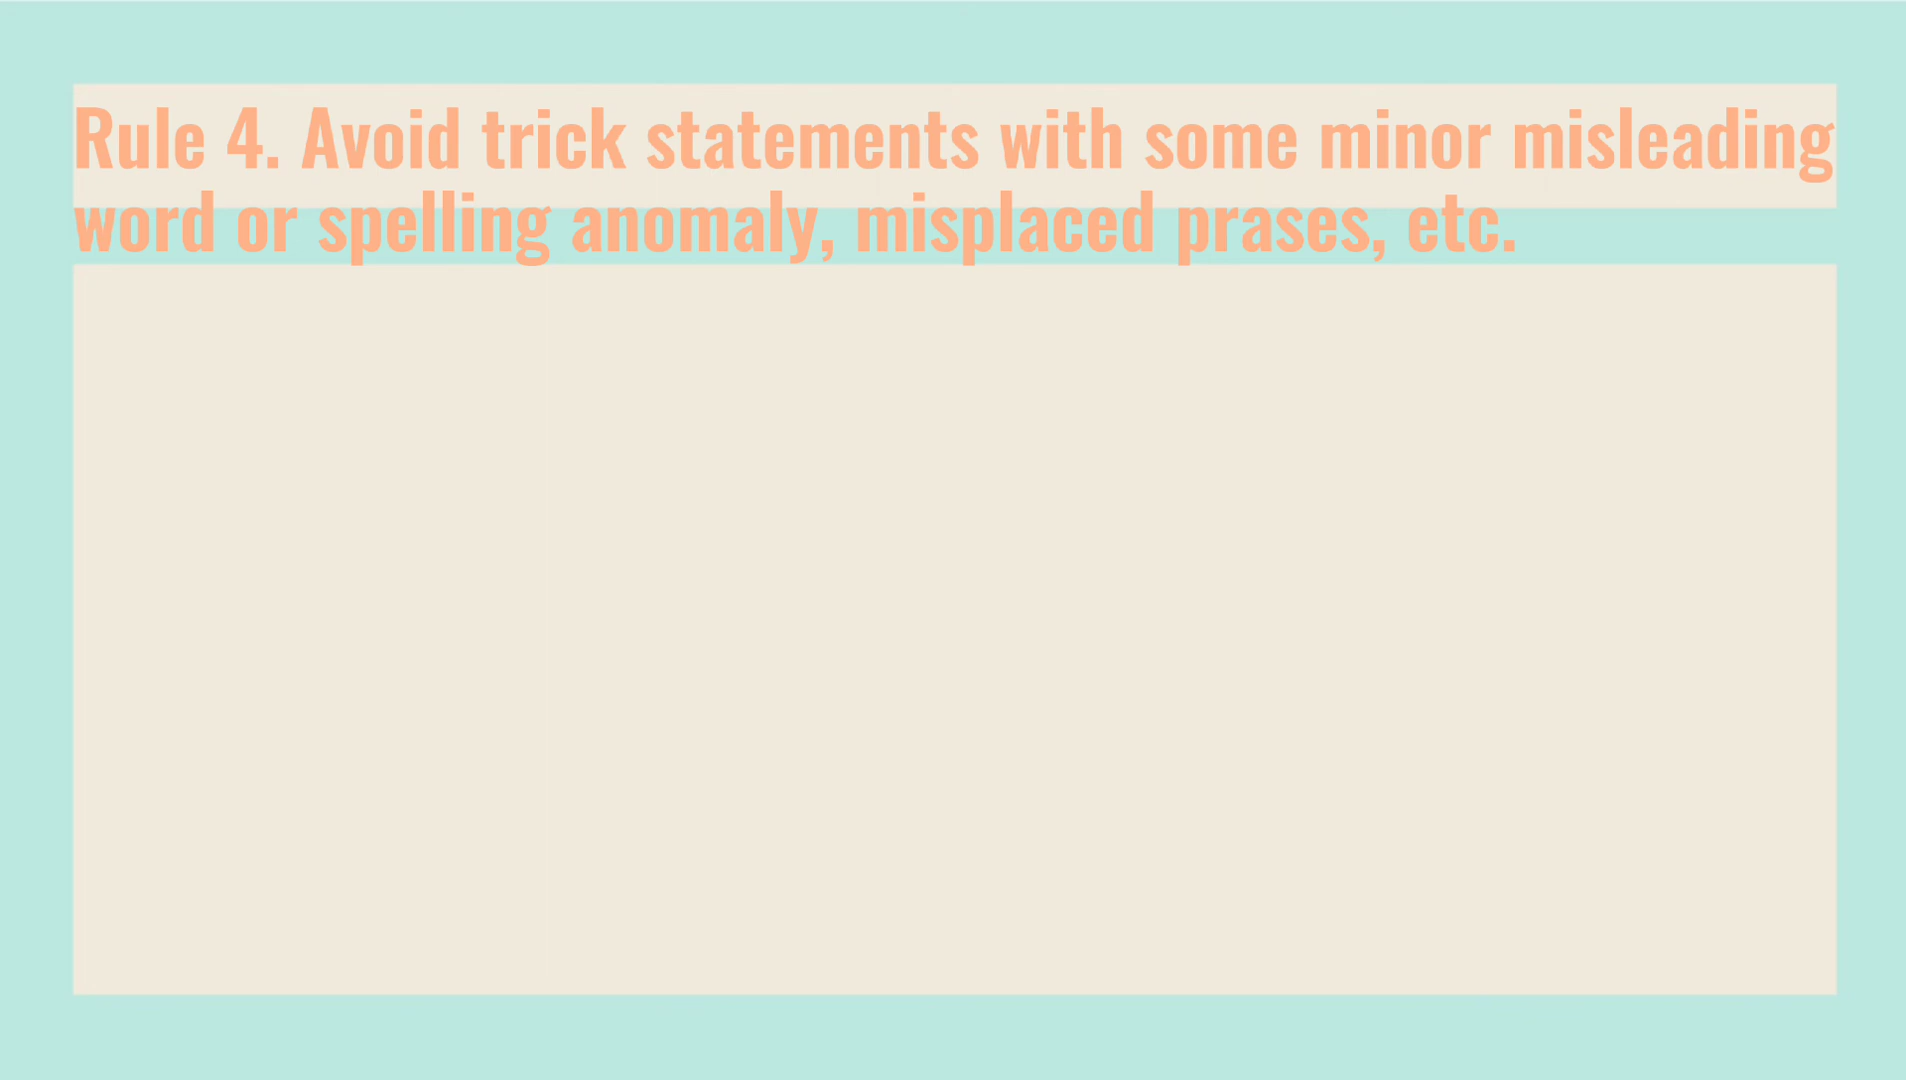 Rule 4. Avoid trick statements with some minor misleading
word or spelling anomaly, misplaced prases, etc.